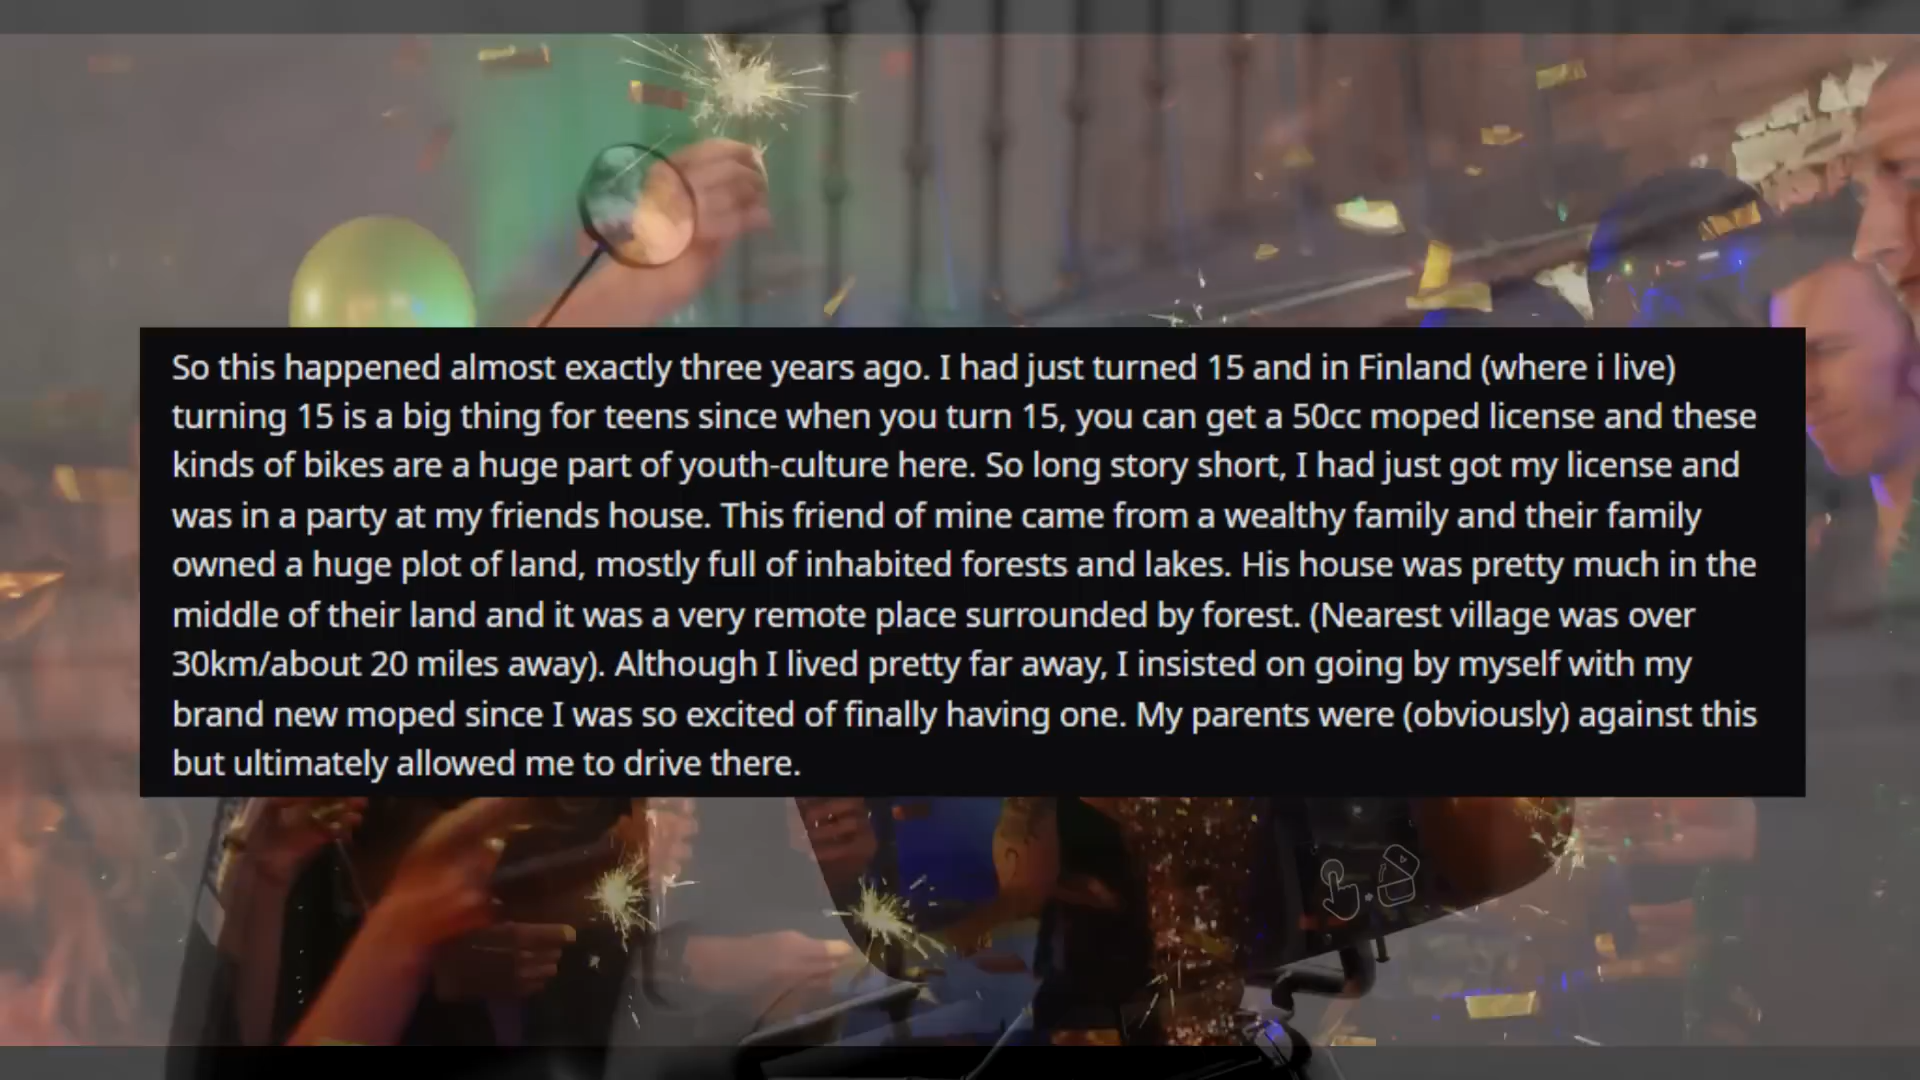 So this happened almost exactly three years ago. I had just turned 15 and in Finland (where i live)
turning 15 is a big thing for teens since when you turn 15, you can get a 50cc moped license and these
kinds of bikes are a huge part of youth-culture here. So long story short, I had just got my license and
was in a party at my friends house. This friend of mine came from a wealthy family and their family
owned a huge plot of land, mostly full of inhabited forests and lakes. His house was pretty much in the
middle of their land and it was a very remote place surrounded by forest. (Nearest village was over
30km/about 20 miles away). Although I lived pretty far away, I insisted on going by myself with my
brand new moped since I was so excited of finally having one. My parents were (obviously) against this
but ultimately allowed me to drive there.